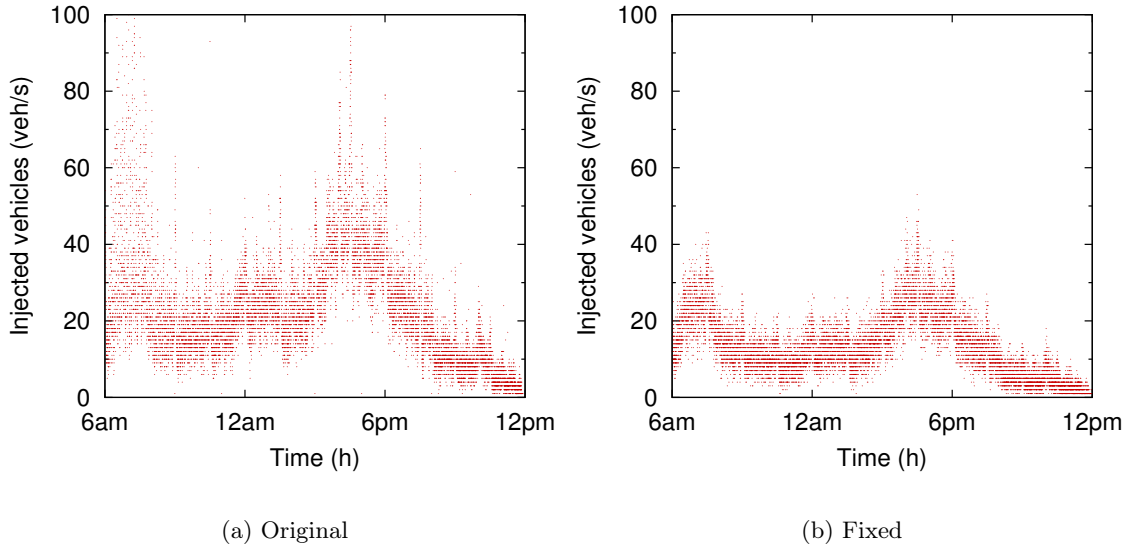 Injected vehicles (veh/s)
100
80
60
40
20
0
6am 12am 6pm 12pm
Time (h)
(a) Original
Injected vehicles (veh/s)
100
80
60
40
20
0
6am 12am 6pm 12pm
Time (h)
(b) Fixed